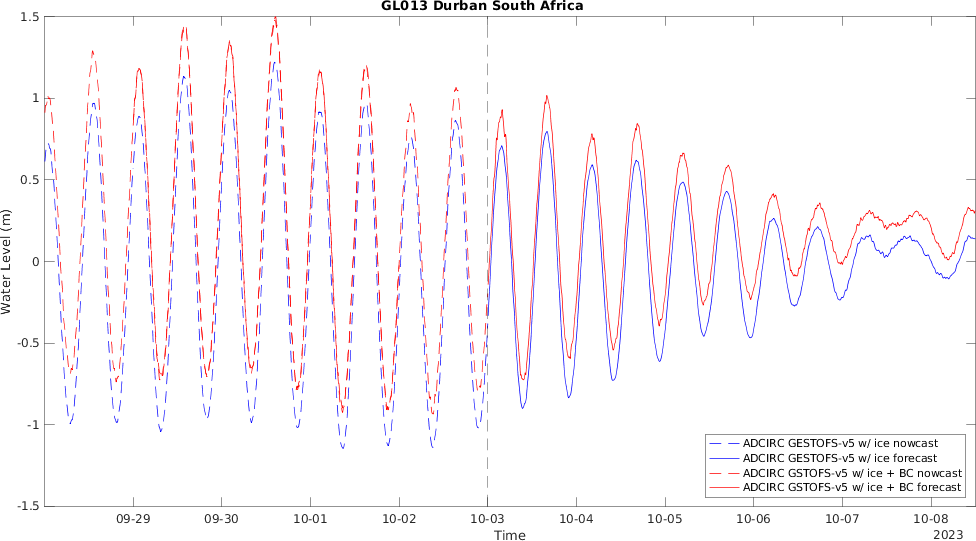 GL013 Durban South Africa
1.5
1
0.5
0
-0.5
-1
-1.5
Water Level (m)
09-29
09-30
10-01
10-02
10-03
10-04
10-05
10-06
10-07
10-08
Time
2023
ADCIRC GESTOFS-v5 w/ ice nowcast
ADCIRC GESTOFS-v5 w/ ice forecast
ADCIRC GSTOFS-v5 w/ ice + BC nowcast
ADCIRC GSTOFS-v5 w/ ice + BC forecast